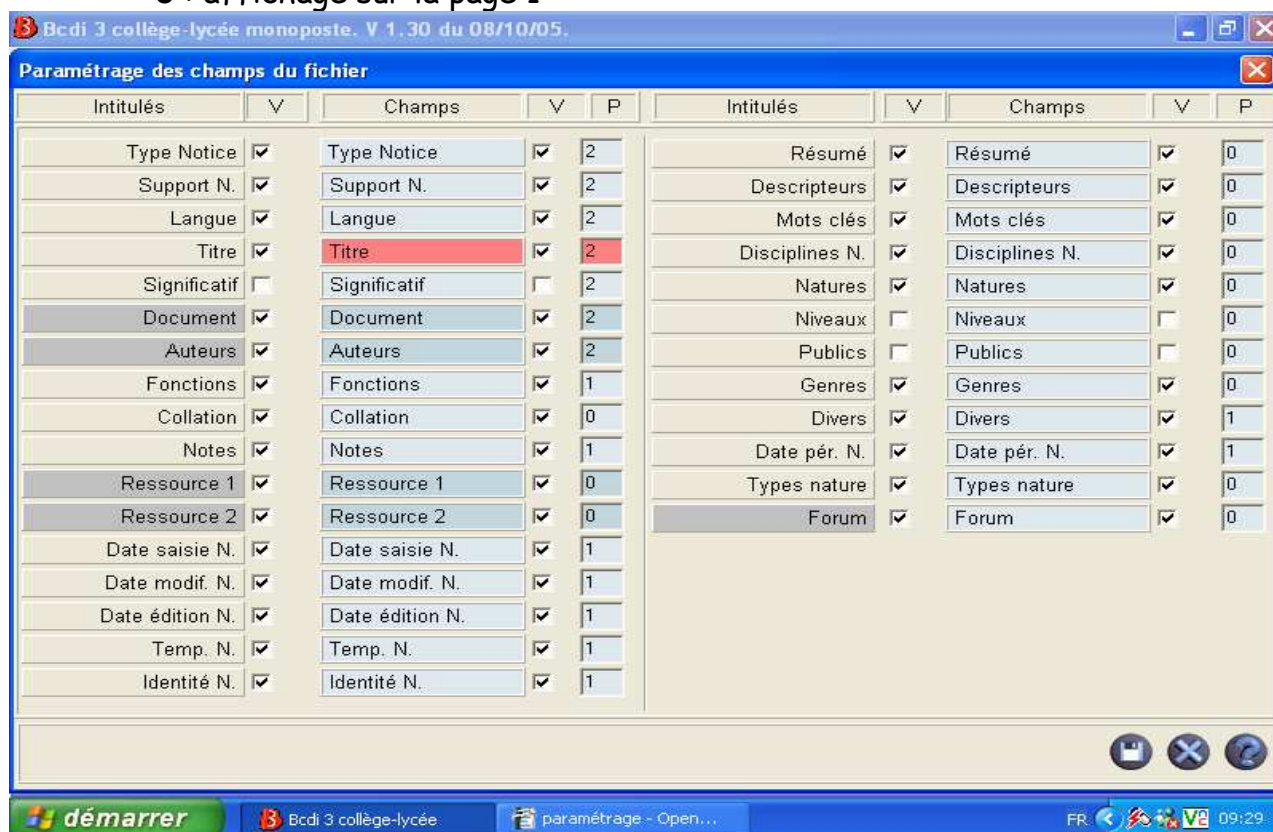 0 : affichage sur la page 1
Bcdi 3 collège-lycée monoposte. V 1.30 du 08/10/05.
Paramétrage des champs du fichier
Intitulés V Champs V P Intitulés V Champs V P
Type Notice Type Notice 2 Résumé Résumé 0
Support N. Support N. 2 Descripteurs Descripteurs 0
Langue Langue 2 Mots clés Mots clés 0
Titre Titre 2 Disciplines N. Disciplines N. 0
Significatif Significatif 2 Natures Natures 0
Document Document 2 Niveaux Niveaux 0
Auteurs Auteurs 2 Publics Publics 0
Fonctions Fonctions 1 Genres Genres 0
Collation Collation 0 Divers Divers 1
Notes Notes 1 Date pér. N. Date pér. N. 1
Ressource 1 Ressource 1 0 Types nature Types nature 0
Ressource 2 Ressource 2 0 Forum Forum 0
Date saisie N. Date saisie N. 1
Date modif. N. Date modif. N. 1
Date édition N. Date édition N. 1
Temp. N. Temp. N. 1
Identité N. Identité N. 1
démarrer Bcdi 3 collège-lycée paramétrage - Open... FR V2 09:29